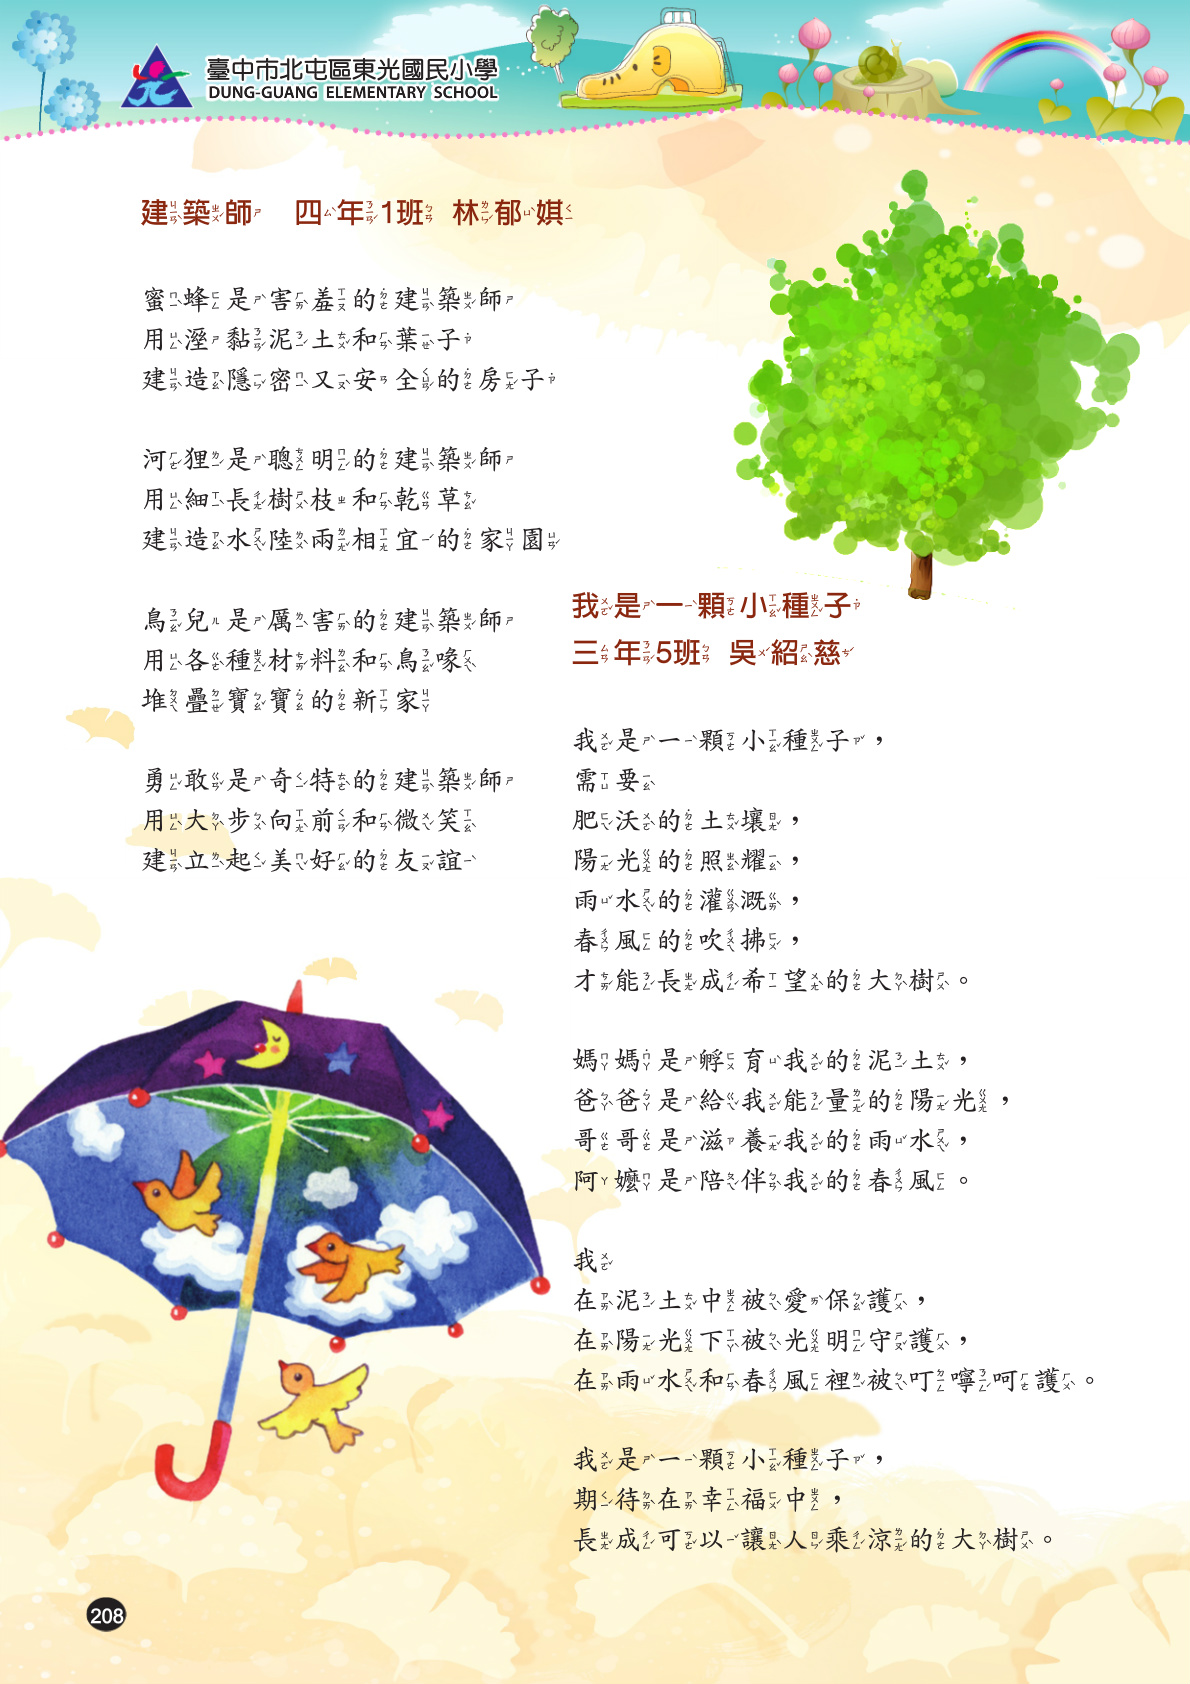 臺中市北屯區東光國民小學
DUNG-GUANG ELEMENTARY SCHOOL
建築師 四年1班 林郁娸
蜜蜂是害羞的建築師
用溼黏泥土和葉子
建造隱密又安全的房子
河狸是聰明的建築師
用細長樹枝和乾草
建造水陸兩相宜的家園
鳥兒是厲害的建築師
用各種材料和鳥喙
堆疊寶寶的新家
勇敢是奇特的建築師
用大步向前和微笑
建立起美好的友誼
我是一顆小種子
三年5班 吳紹慈
我是一顆小種子，
需要
肥沃的土壤，
陽光的照耀，
雨水的灌溉，
春風的吹拂，
才能長成希望的大樹。
媽媽是孵育我的泥土，
爸爸是給我能量的陽光，
哥哥是滋養我的雨水，
阿嬤是陪伴我的春風。
我
在泥土中被愛保護，
在陽光下被光明守護，
在雨水和春風裡被叮嚀呵護。
我是一顆小種子，
期待在幸福中，
長成可以讓人乘涼的大樹。
208